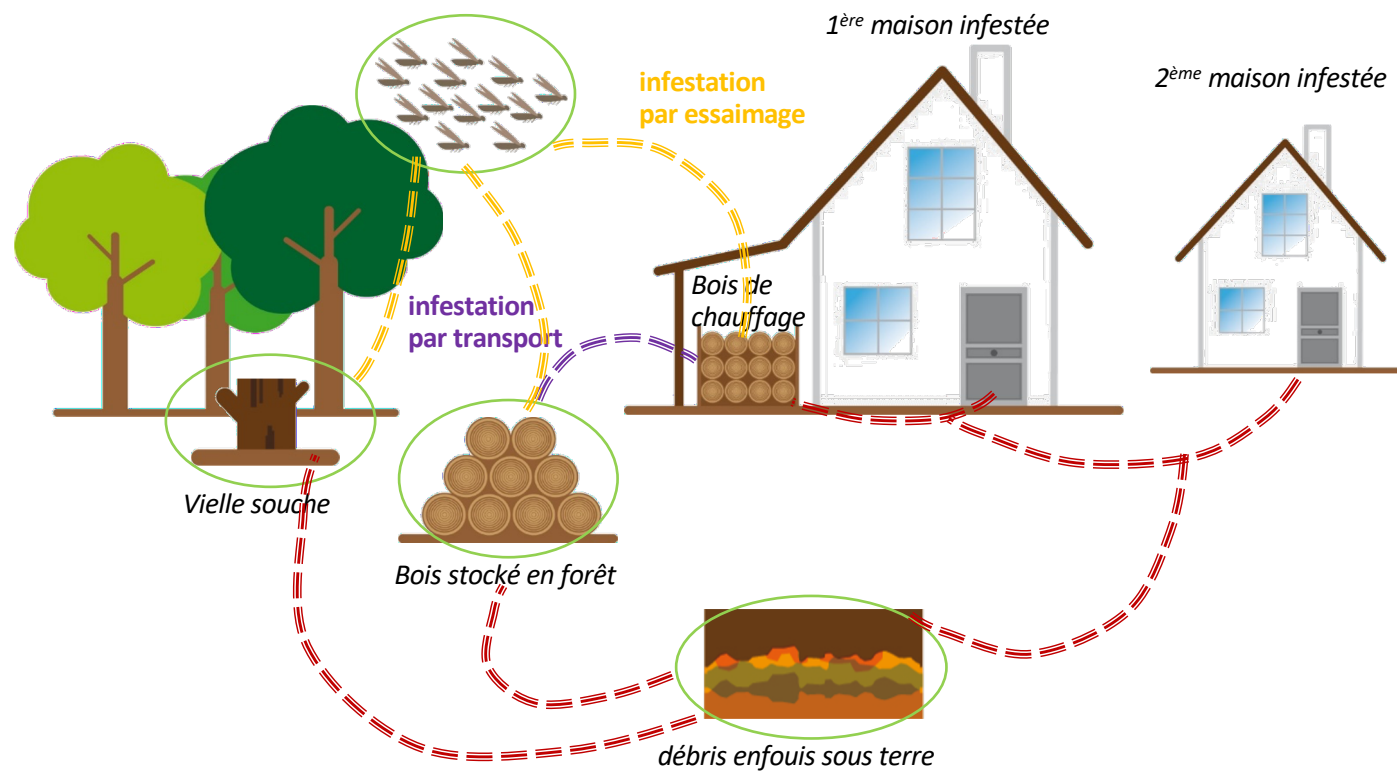 1ère maison infestée
2ème maison infestée
infestation
par essaimage
Bois de
chauffage
infestation
par transport
Vielle souche
Bois stocké en forêt
débris enfouis sous terre